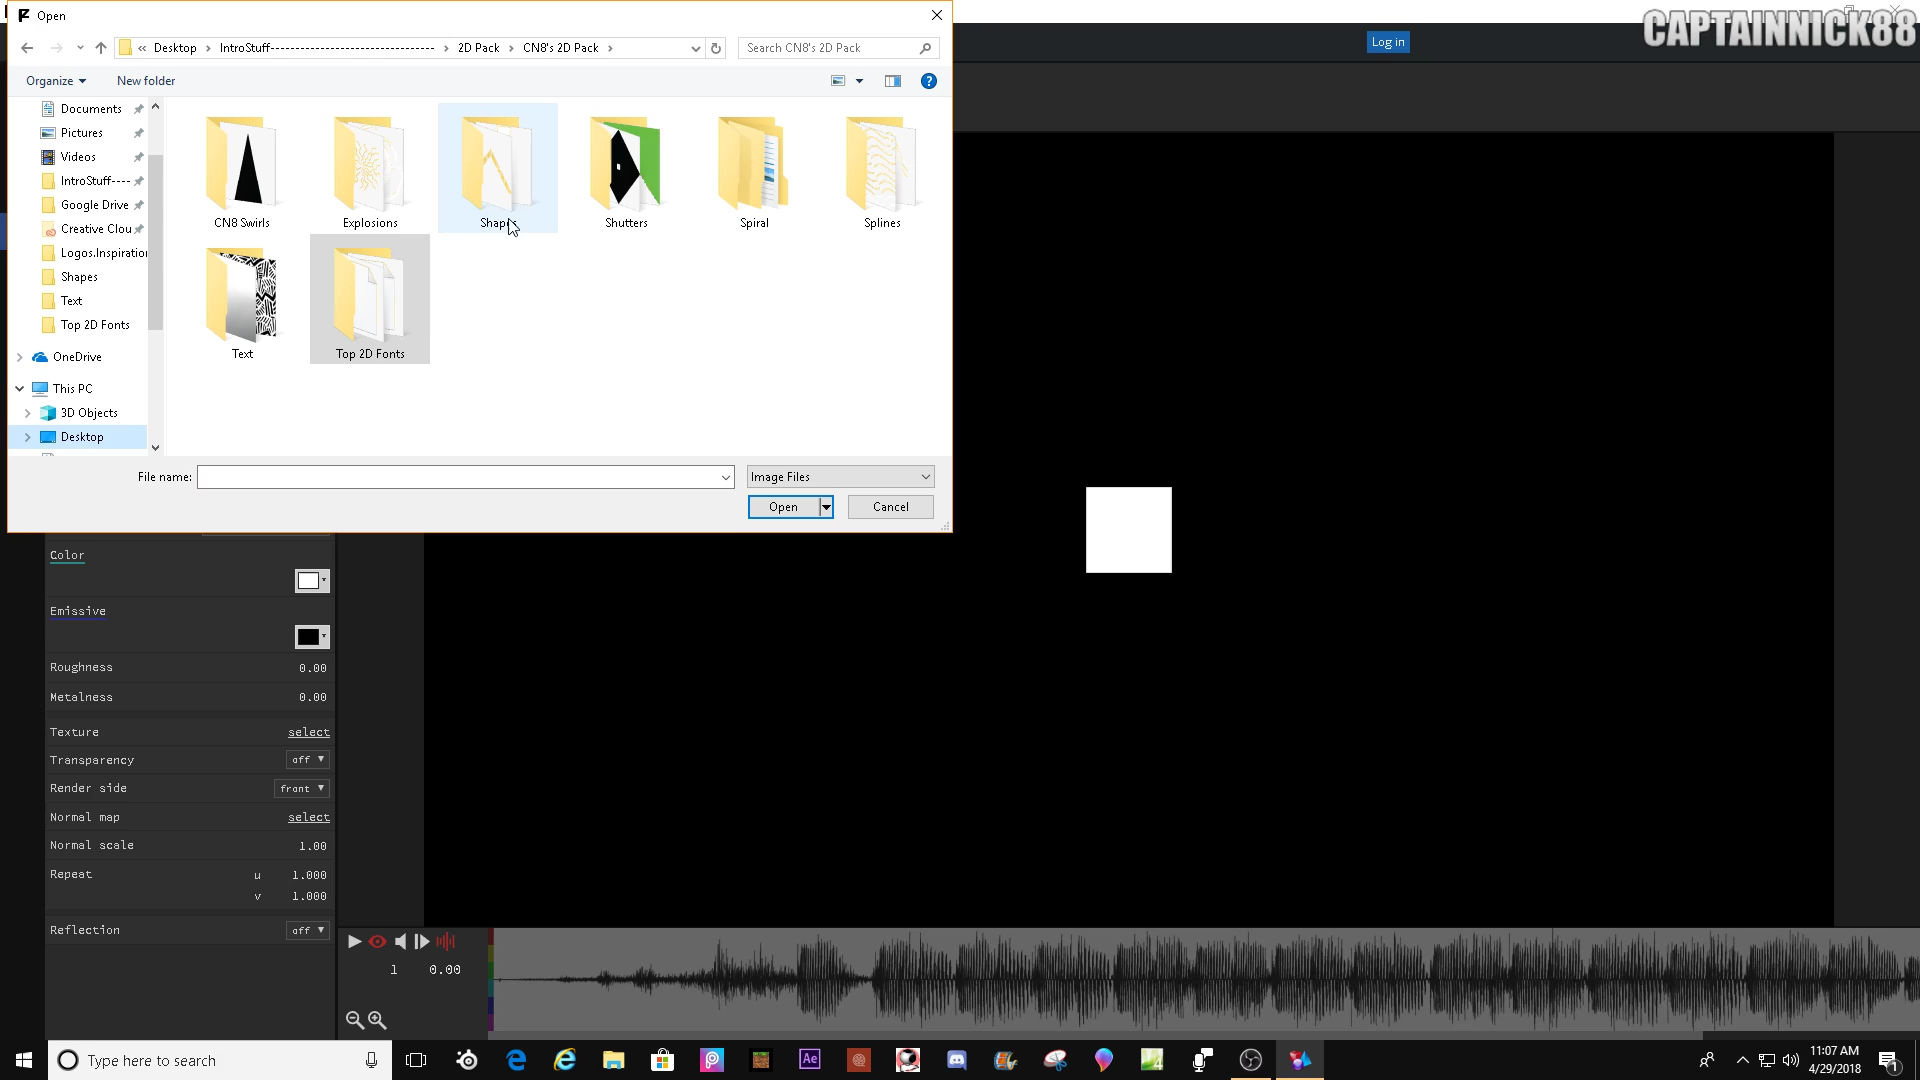 Open
CAPTAINNICK88
« Desktop › IntroStuff-------------------------------- › 2D Pack › CN8's 2D Pack ›
Search CN8's 2D Pack
Log in
Organize
New folder
Documents
Pictures
Videos
IntroStuff----
Google Drive
Creative Clou
Logos.Inspiration
Shapes
Text
Top 2D Fonts
OneDrive
This PC
3D Objects
Desktop
CN8 Swirls
Explosions
Shapes
Shutters
Spiral
Splines
Text
Top 2D Fonts
File name:
Image Files
Open
Cancel
Color
Emissive
Roughness 0.00
Metalness 0.00
Texture select
Transparency off
Render side front
Normal map select
Normal scale 1.00
Repeat u 1.000
v 1.000
Reflection off
1 0.00
Type here to search
Ae
11:07 AM
4/29/2018
1